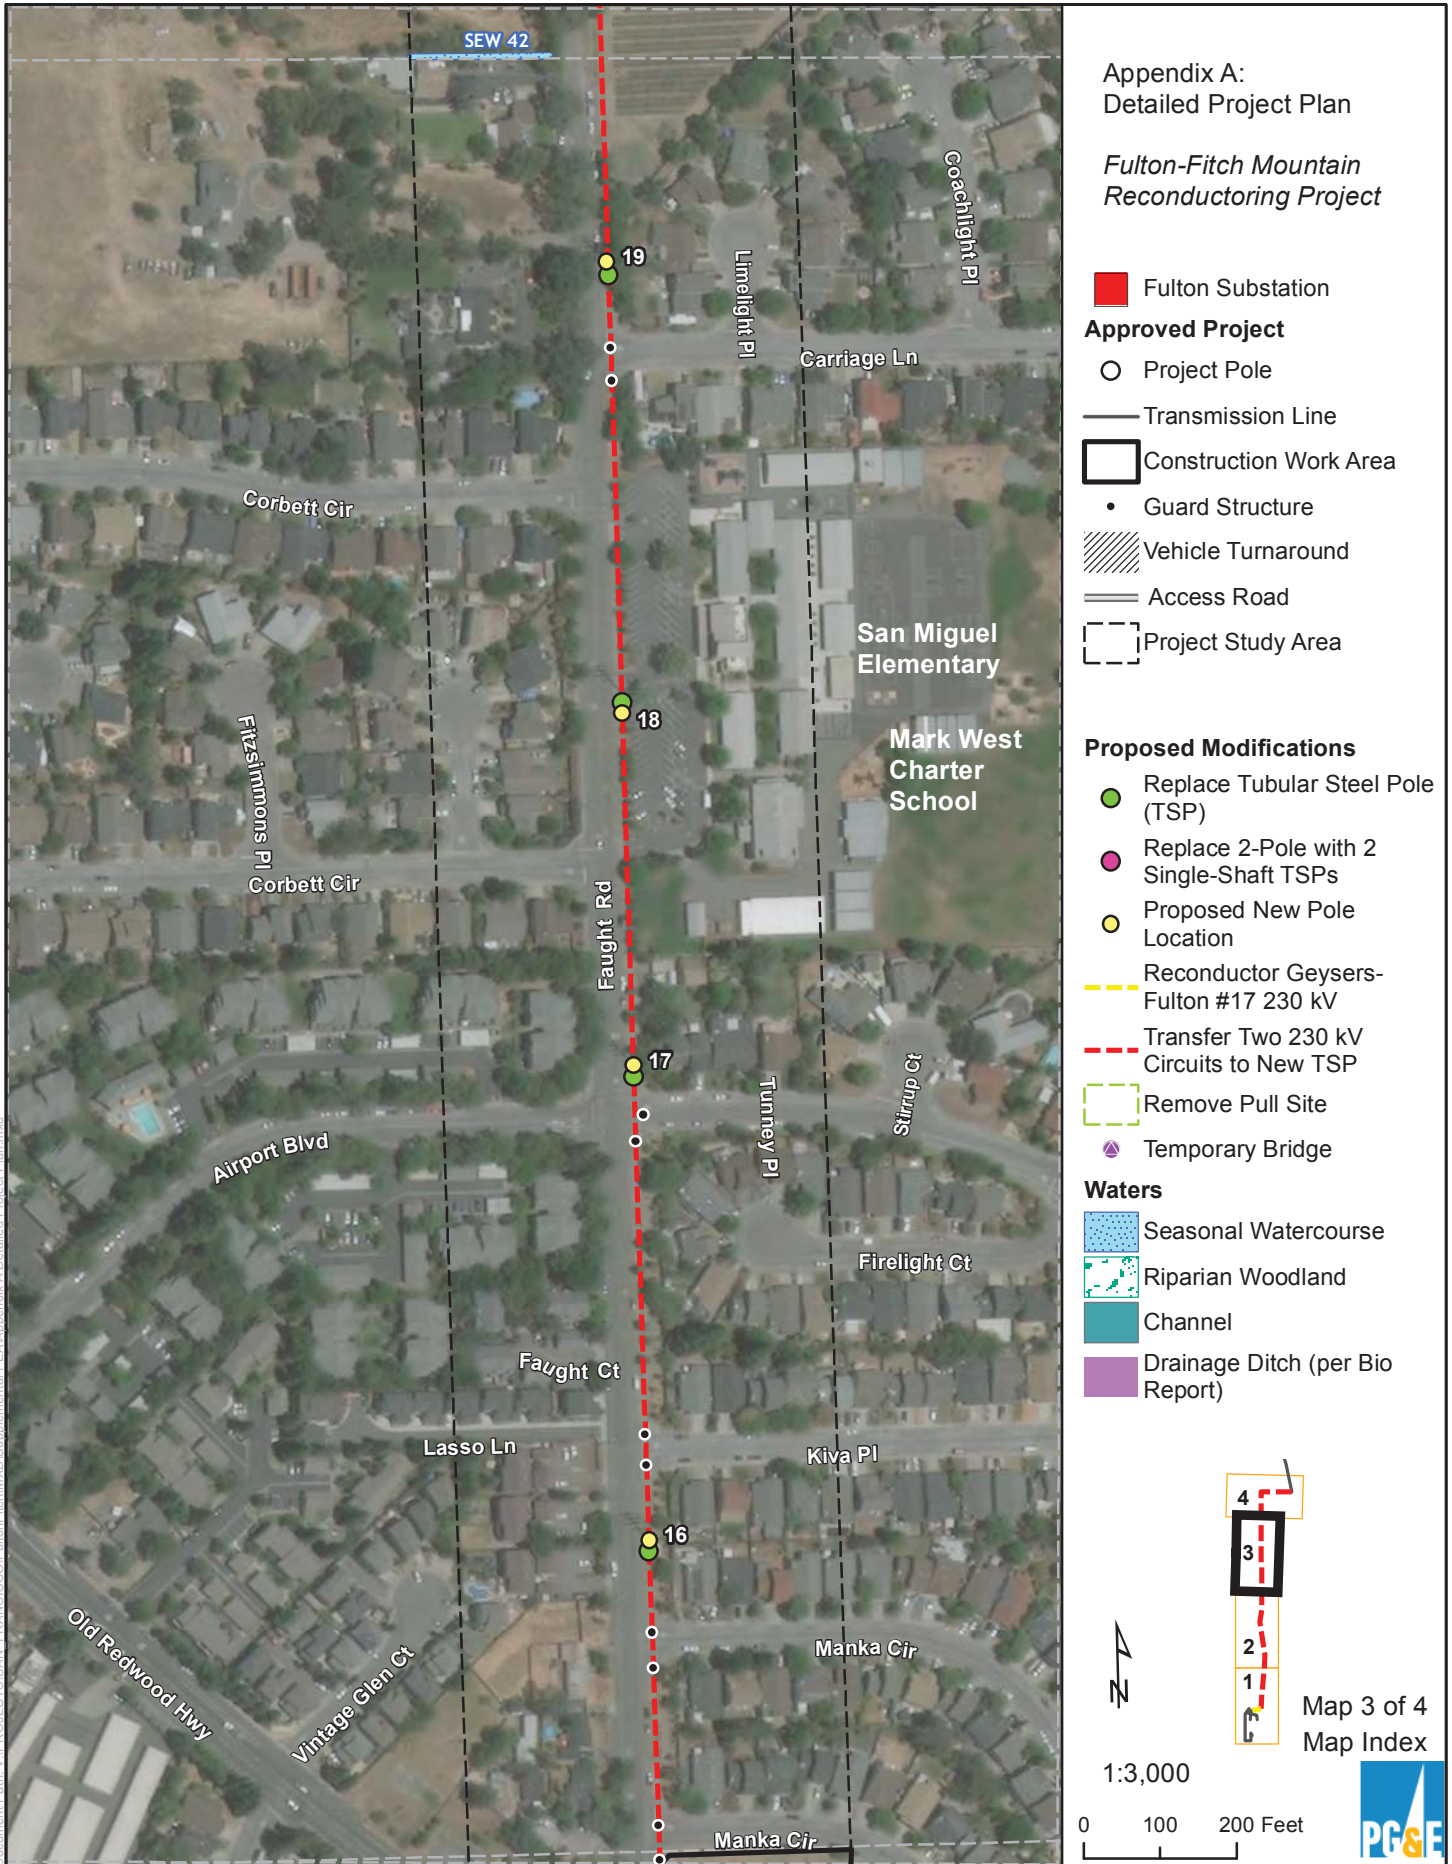 SEW 42
Coachlight Pl
19
Limelight Pl
Carriage Ln
Corbett Cir
San Miguel
Elementary
18
Mark West
Charter
School
Fitzsimmons Pl
Corbett Cir
Faught Rd
17
Tunney Pl
Stirrup Ct
Airport Blvd
Firelight Ct
Faught Ct
Lasso Ln
Kiva Pl
16
Old Redwood Hwy
Vintage Glen Ct
Manka Cir
Manka Cir
Appendix A:
Detailed Project Plan
Fulton-Fitch Mountain
Reconductoring Project
Fulton Substation
Approved Project
Project Pole
Transmission Line
Construction Work Area
Guard Structure
Vehicle Turnaround
Access Road
Project Study Area
Proposed Modifications
Replace Tubular Steel Pole
(TSP)
Replace 2-Pole with 2
Single-Shaft TSPs
Proposed New Pole
Location
Reconductor Geysers-
Fulton #17 230 kV
Transfer Two 230 kV
Circuits to New TSP
Remove Pull Site
Temporary Bridge
Waters
Seasonal Watercourse
Riparian Woodland
Channel
Drainage Ditch (per Bio
Report)
4
3
2
1
N
Map 3 of 4
Map Index
1:3,000
0 100 200 Feet
PG&E